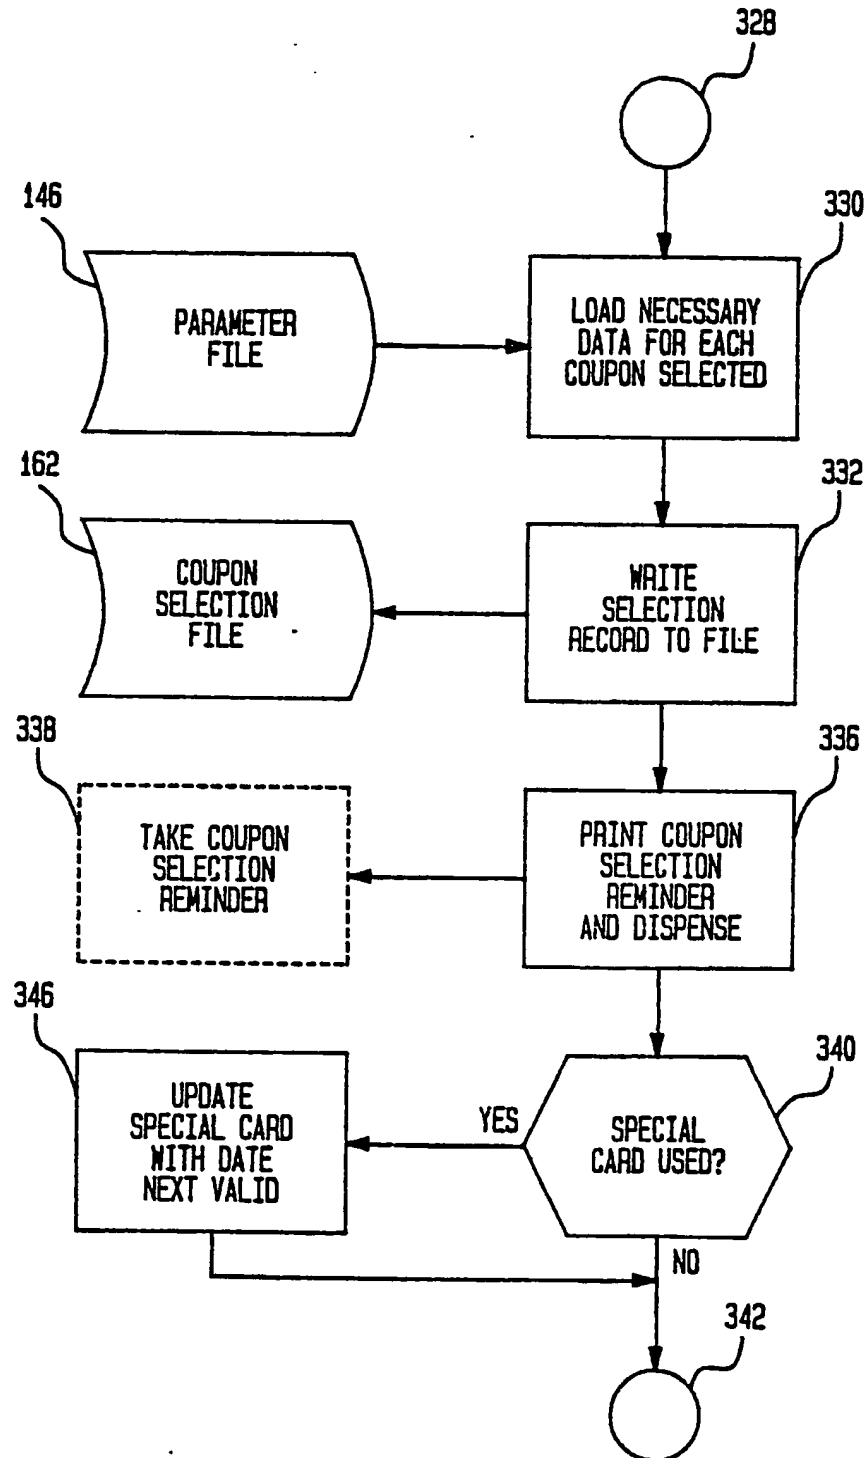 328
146
330
PARAMETER
FILE
LOAD NECESSARY
DATA FOR EACH
COUPON SELECTED
162
332
COUPON
SELECTION
FILE
WRITE
SELECTION
RECORD TO FILE
338
336
TAKE COUPON
SELECTION
REMINDER
PRINT COUPON
SELECTION
REMINDER
AND DISPENSE
346
340
UPDATE
SPECIAL CARD
WITH DATE
NEXT VALID
YES
SPECIAL
CARD USED?
NO
342